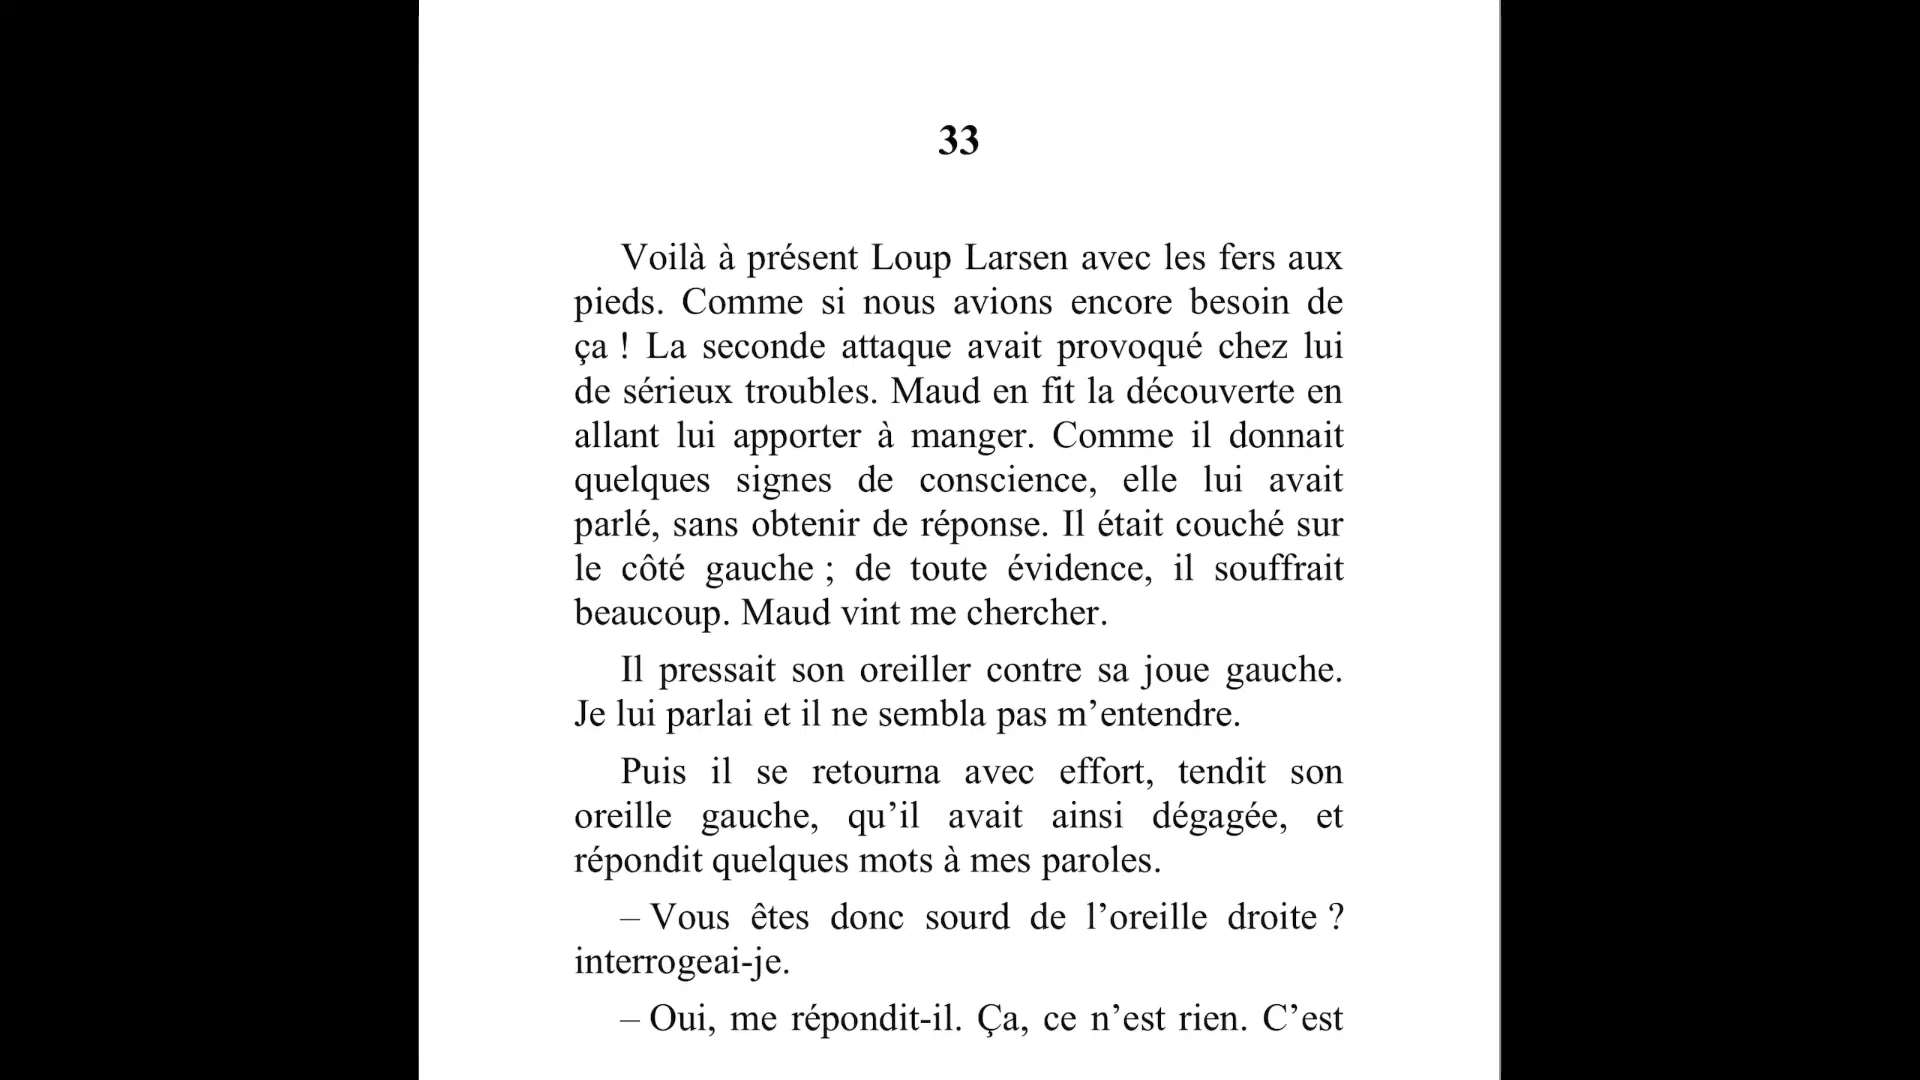 33
Voilà à présent Loup Larsen avec les fers aux
pieds. Comme si nous avions encore besoin de
ça ! La seconde attaque avait provoqué chez lui
de sérieux troubles. Maud en fit la découverte en
allant lui apporter à manger. Comme il donnait
quelques signes de conscience, elle lui avait
parlé, sans obtenir de réponse. Il était couché sur
le côté gauche ; de toute évidence, il souffrait
beaucoup. Maud vint me chercher.
Il pressait son oreiller contre sa joue gauche.
Je lui parlai et il ne sembla pas m’entendre.
Puis il se retourna avec effort, tendit son
oreille gauche, qu’il avait ainsi dégagée, et
répondit quelques mots à mes paroles.
– Vous êtes donc sourd de l’oreille droite ?
interrogeai-je.
– Oui, me répondit-il. Ça, ce n’est rien. C’est